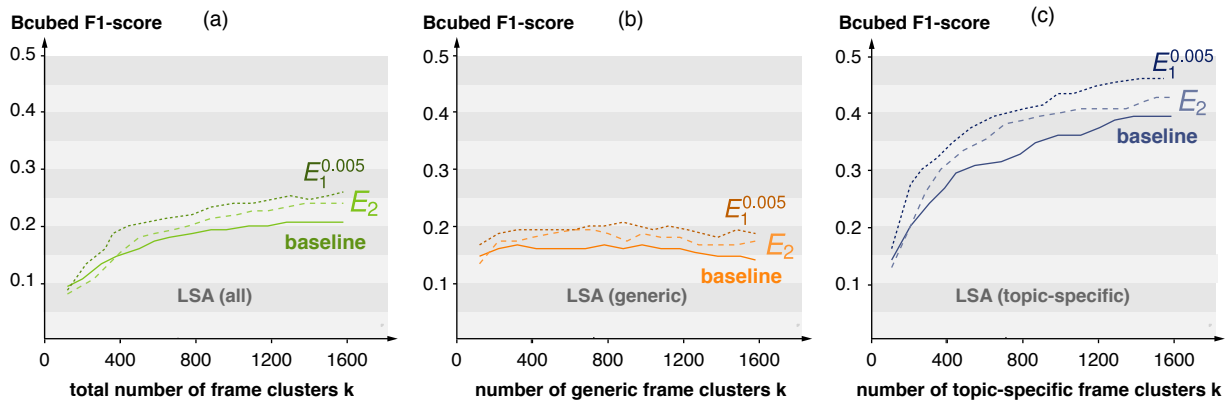 Bcubed F1-score (a)
0.5
0.4
0.3
0.2
0.1
E₁^0.005
E₂
baseline
LSA (all)
0 400 800 1200 1600
total number of frame clusters k
Bcubed F1-score (b)
0.5
0.4
0.3
0.2
0.1
E₁^0.005
E₂
baseline
LSA (generic)
0 400 800 1200 1600
number of generic frame clusters k
Bcubed F1-score (c)
0.5
0.4
0.3
0.2
0.1
E₁^0.005
E₂
baseline
LSA (topic-specific)
0 400 800 1200 1600
number of topic-specific frame clusters k